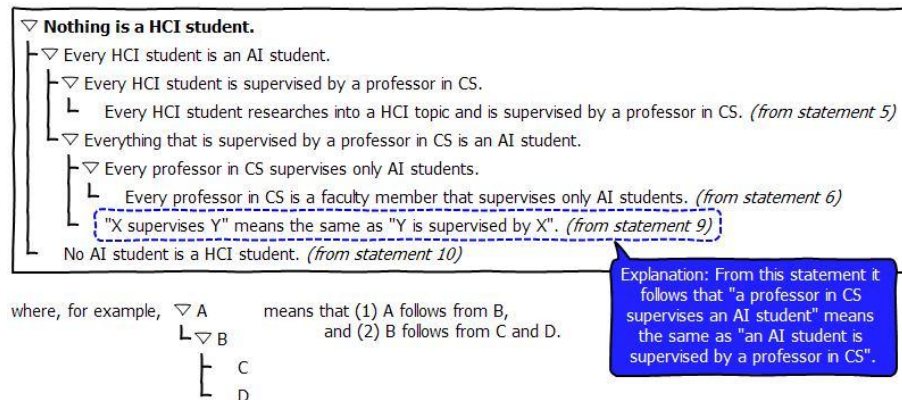 Nothing is a HCI student.
Every HCI student is an AI student.
Every HCI student is supervised by a professor in CS.
Every HCI student researches into a HCI topic and is supervised by a professor in CS. (from statement 5)
Everything that is supervised by a professor in CS is an AI student.
Every professor in CS supervises only AI students.
Every professor in CS is a faculty member that supervises only AI students. (from statement 6)
"X supervises Y" means the same as "Y is supervised by X". (from statement 9)
No AI student is a HCI student. (from statement 10)
Explanation: From this statement it
follows that "a professor in CS
supervises an AI student" means
the same as "an AI student is
supervised by a professor in CS".
where, for example, A means that (1) A follows from B,
B and (2) B follows from C and D.
C
D